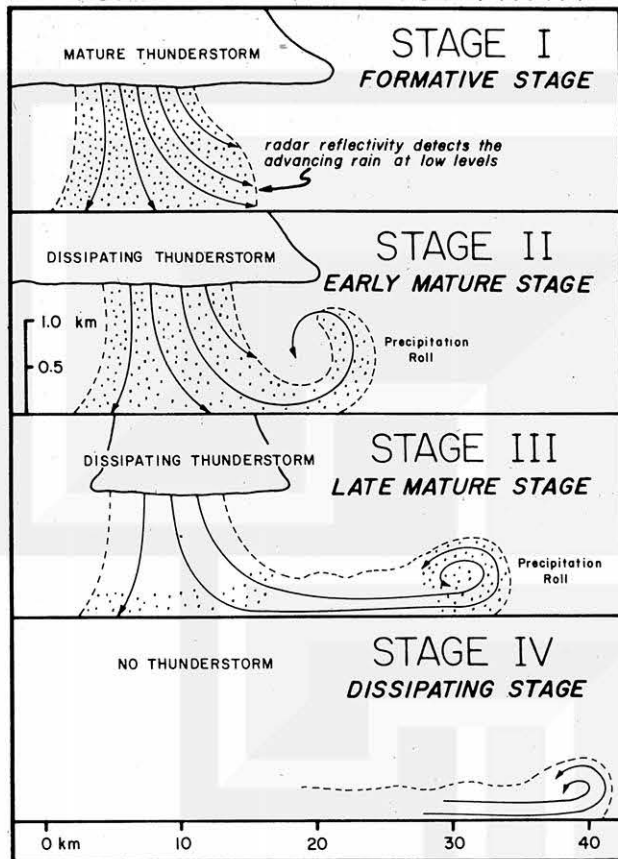 MATURE THUNDERSTORM
STAGE I
FORMATIVE STAGE
radar reflectivity detects the
advancing rain at low levels
DISSIPATING THUNDERSTORM
STAGE II
EARLY MATURE STAGE
1.0 km
0.5
Precipitation
Roll
DISSIPATING THUNDERSTORM
STAGE III
LATE MATURE STAGE
Precipitation
Roll
NO THUNDERSTORM
STAGE IV
DISSIPATING STAGE
0 km 10 20 30 40